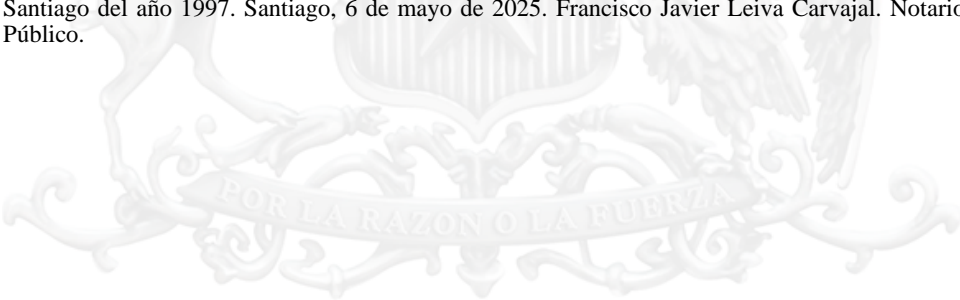 Santiago del año 1997. Santiago, 6 de mayo de 2025. Francisco Javier Leiva Carvajal. Notario
Público.
POR LA RAZON O LA FUERZA